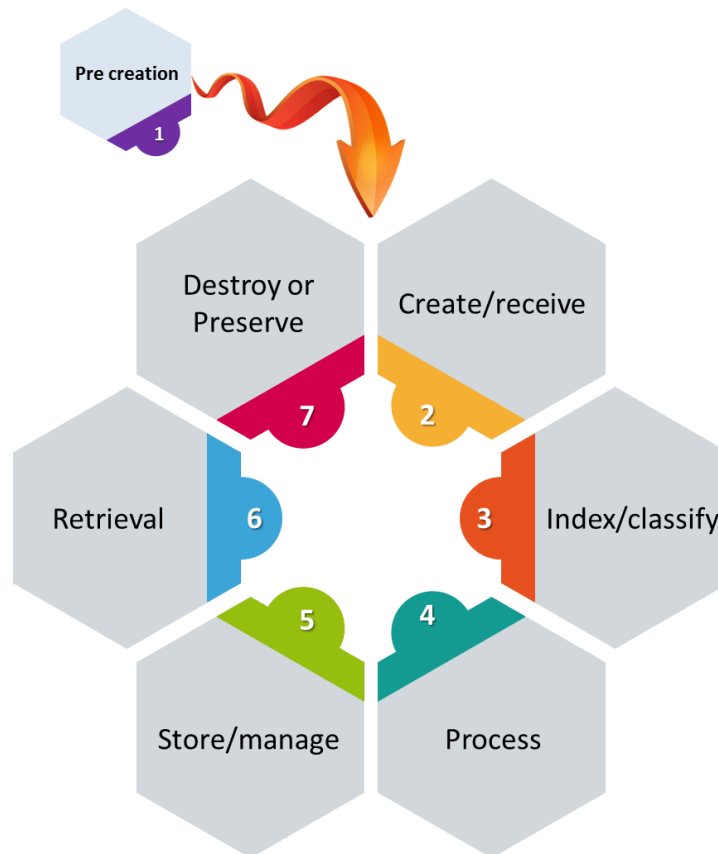 Pre creation
1
Create/receive
2
3
Index/classify
4
Process
5
Store/manage
6
Retrieval
7
Destroy or
Preserve